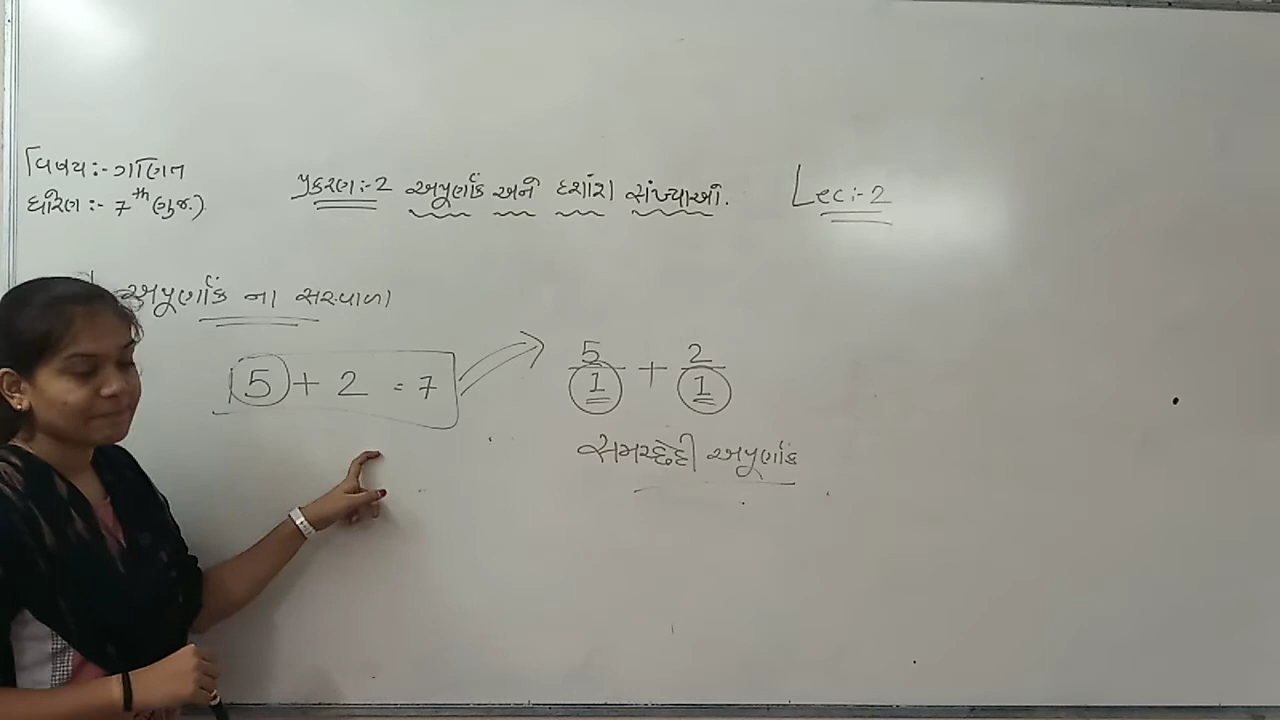 વિષય:- ગણિત
ધોરણ:- 7th (ગુજ.)
પ્રકરણ:-2 અપૂર્ણાંક અને દશાંશ સંખ્યાઓ.
Lec:-2
અપૂર્ણાંક ના સરવાળા
5 + 2 = 7
5/1 + 2/1
સમચ્છેદી અપૂર્ણાંક